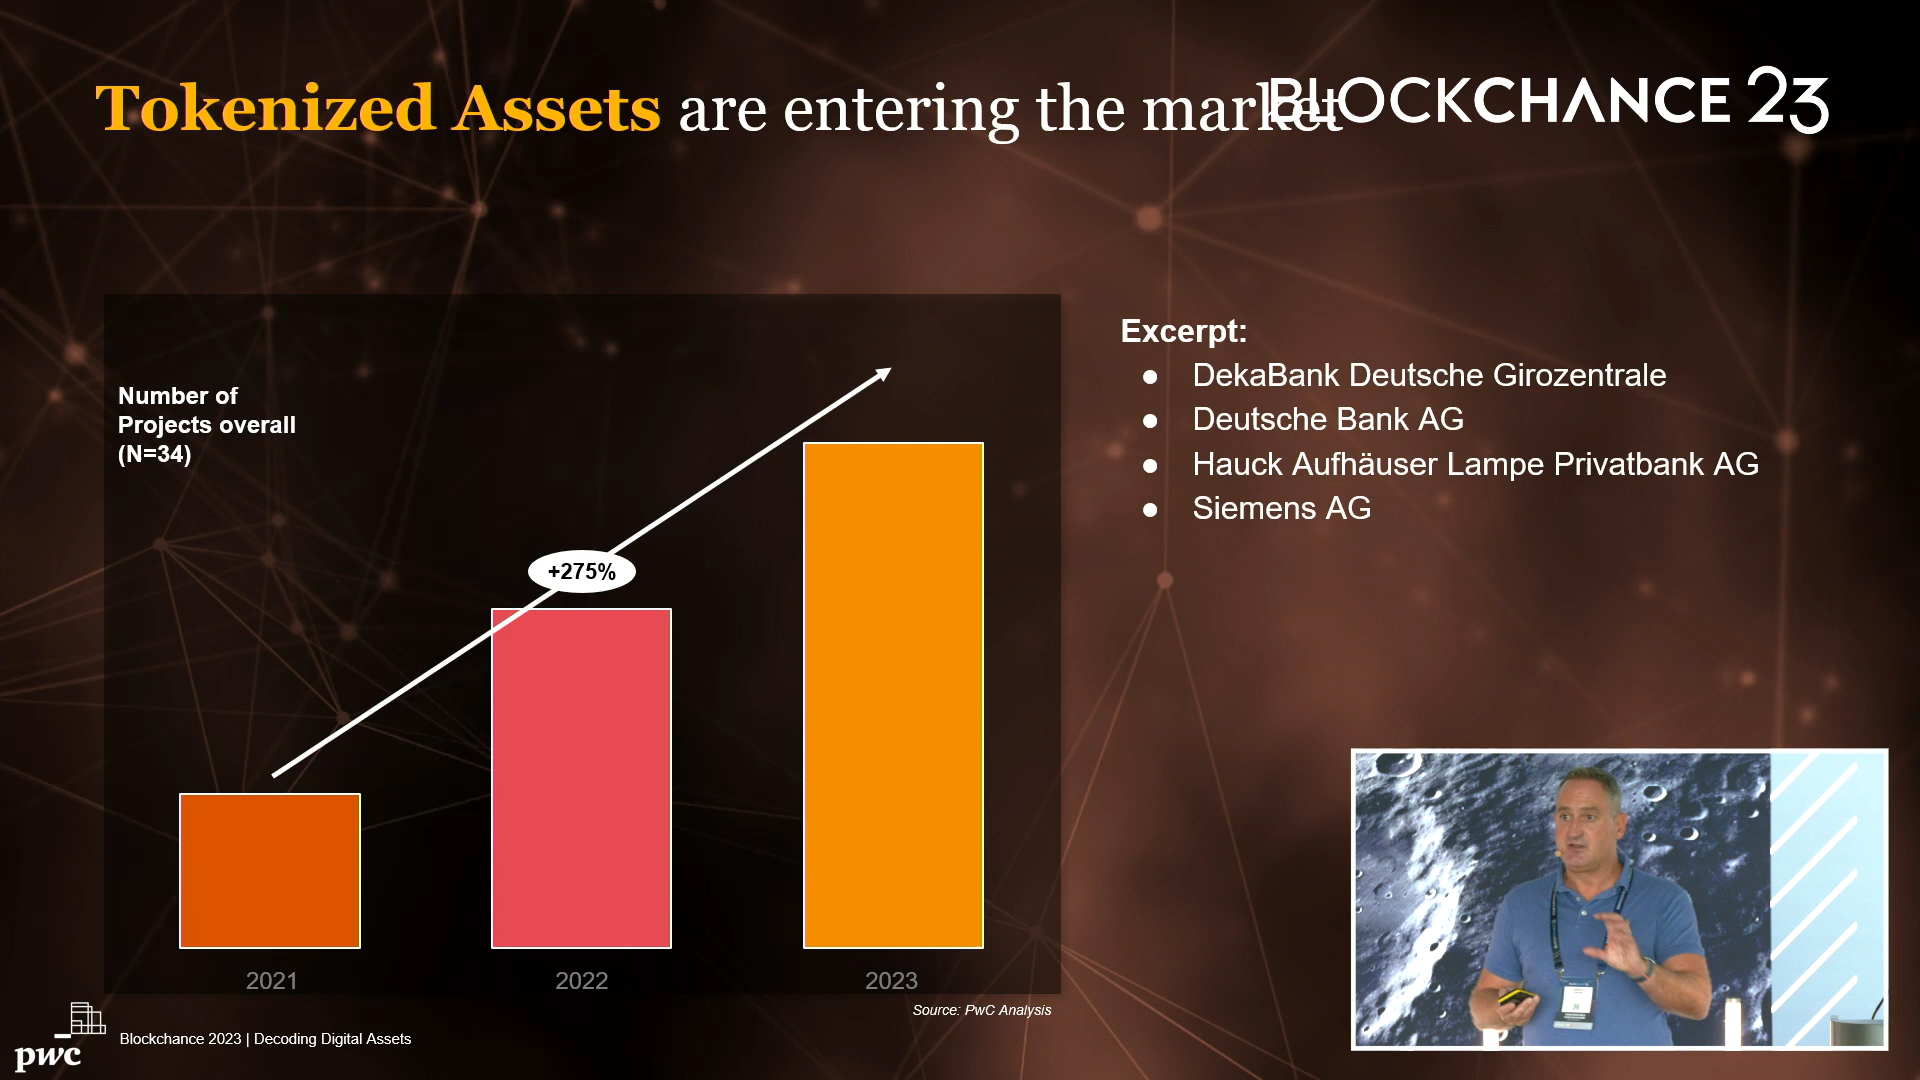 Tokenized Assets are entering the market
BLOCKCHANCE 23
Number of
Projects overall
(N=34)
+275%
2021
2022
2023
Source: PwC Analysis
Excerpt:
● DekaBank Deutsche Girozentrale
● Deutsche Bank AG
● Hauck Aufhäuser Lampe Privatbank AG
● Siemens AG
pwc
Blockchance 2023 | Decoding Digital Assets